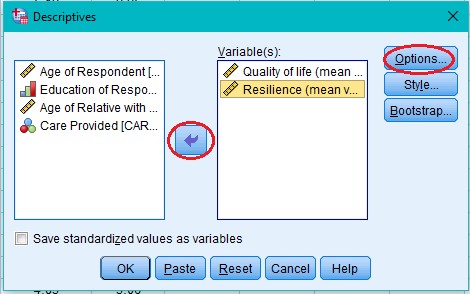 Descriptives
Variable(s):
Age of Respondent [...
Education of Respo...
Age of Relative with ...
Care Provided [CAR...
Quality of life (mean ...
Resilience (mean v...
Options...
Style...
Bootstrap...
Save standardized values as variables
OK Paste Reset Cancel Help